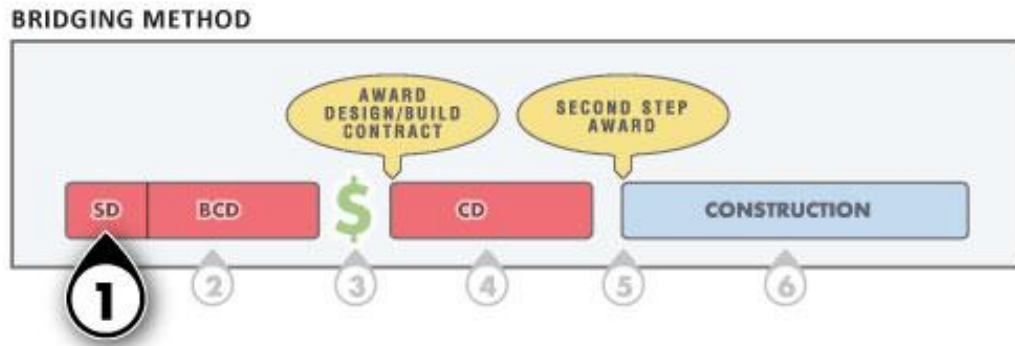 BRIDGING METHOD
AWARD
DESIGN/BUILD
CONTRACT
SECOND STEP
AWARD
SD
BCD
$
CD
CONSTRUCTION
1
2
3
4
5
6